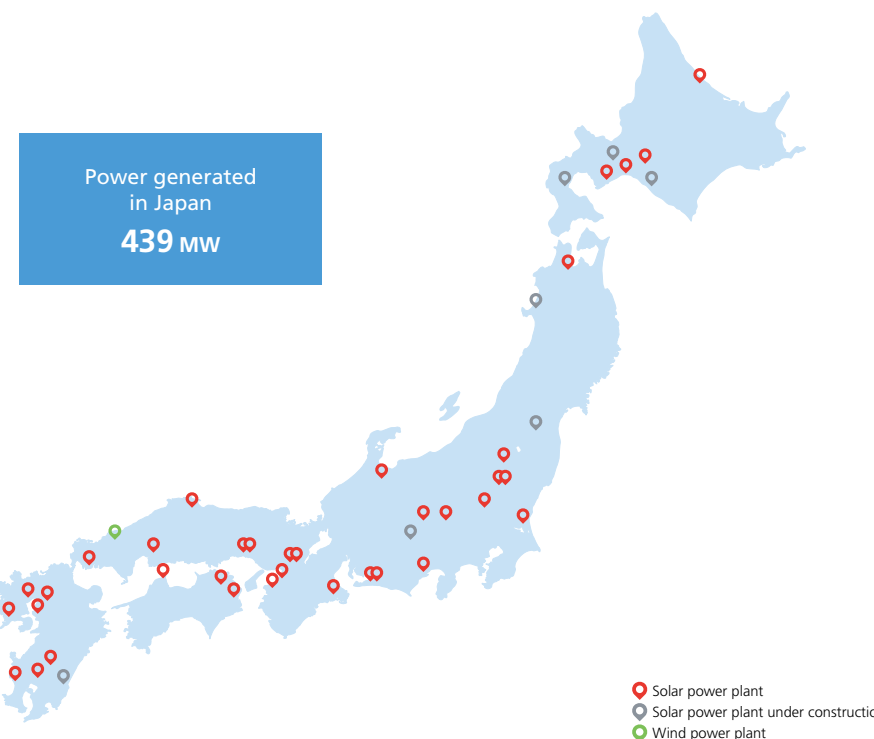 Power generated
in Japan
439 MW
Solar power plant
Solar power plant under constructio
Wind power plant